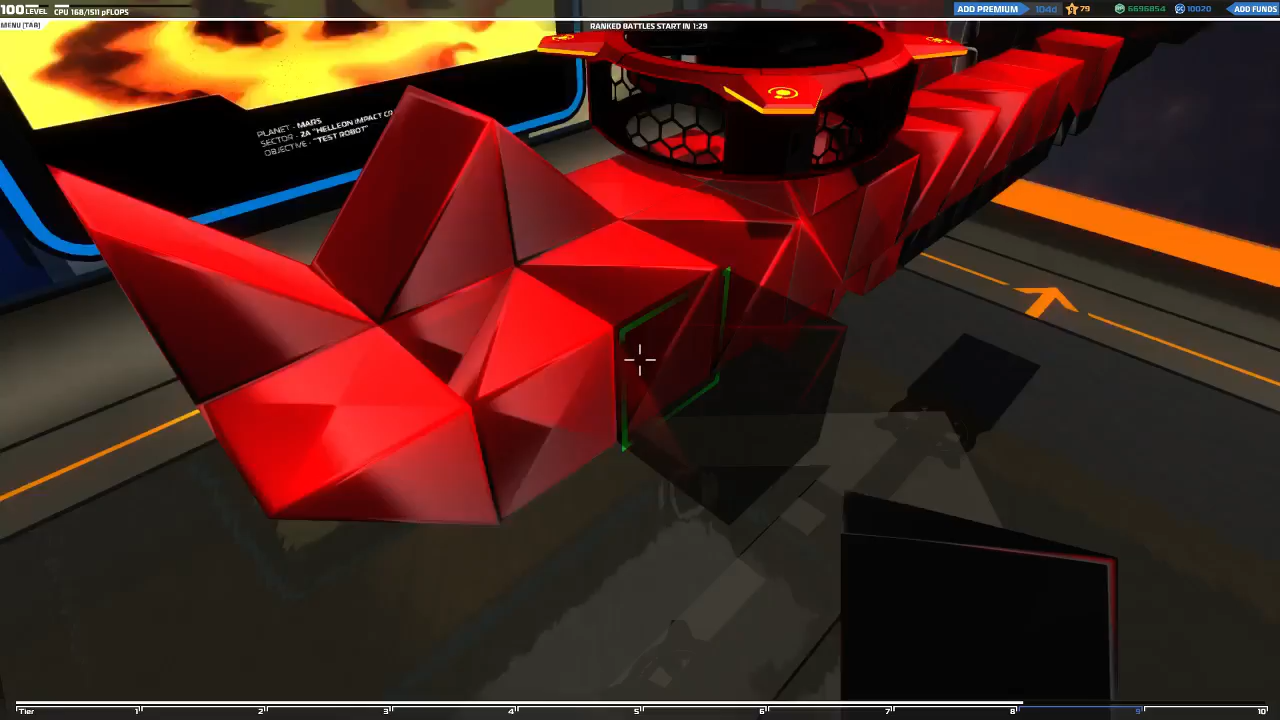 100 LEVEL
CPU 168/1511 pFLOPS
ADD PREMIUM
104d
79
6696854
10020
ADD FUNDS
MENU (TAB)
RANKED BATTLES START IN 1:29
PLANET - MARS
SECTOR - 2A "HELLEON IMPACT CR
OBJECTIVE - "TEST ROBOT"
Tier 1 2 3 4 5 6 7 8 9 10